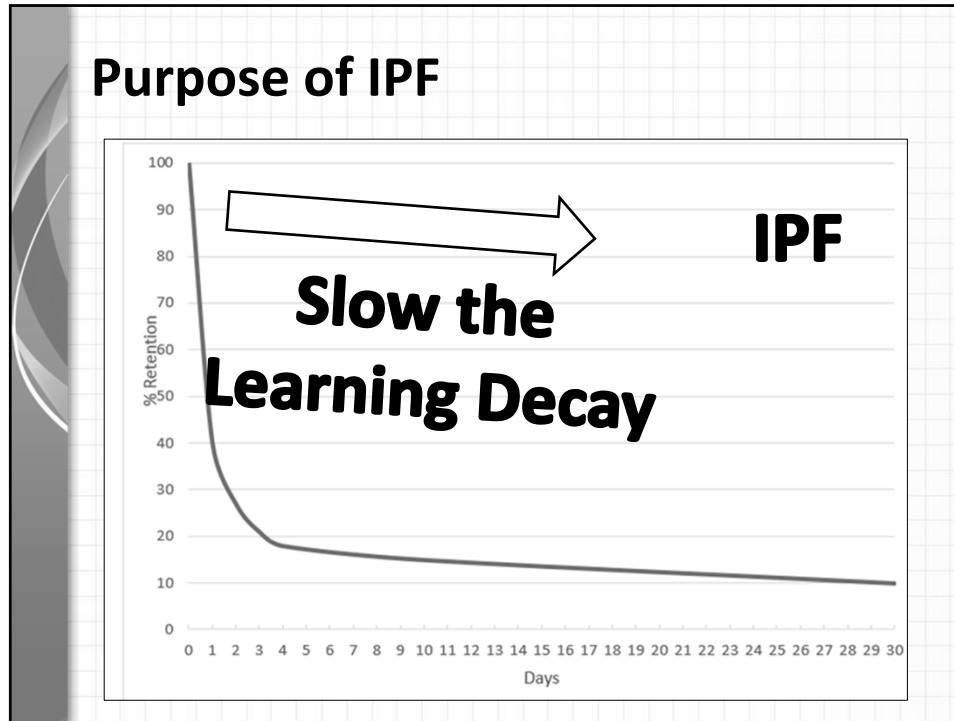 Purpose of IPF
100
90
80
70
60
50
40
30
20
10
0
% Retention
IPF
Slow the
Learning Decay
0 1 2 3 4 5 6 7 8 9 10 11 12 13 14 15 16 17 18 19 20 21 22 23 24 25 26 27 28 29 30
Days